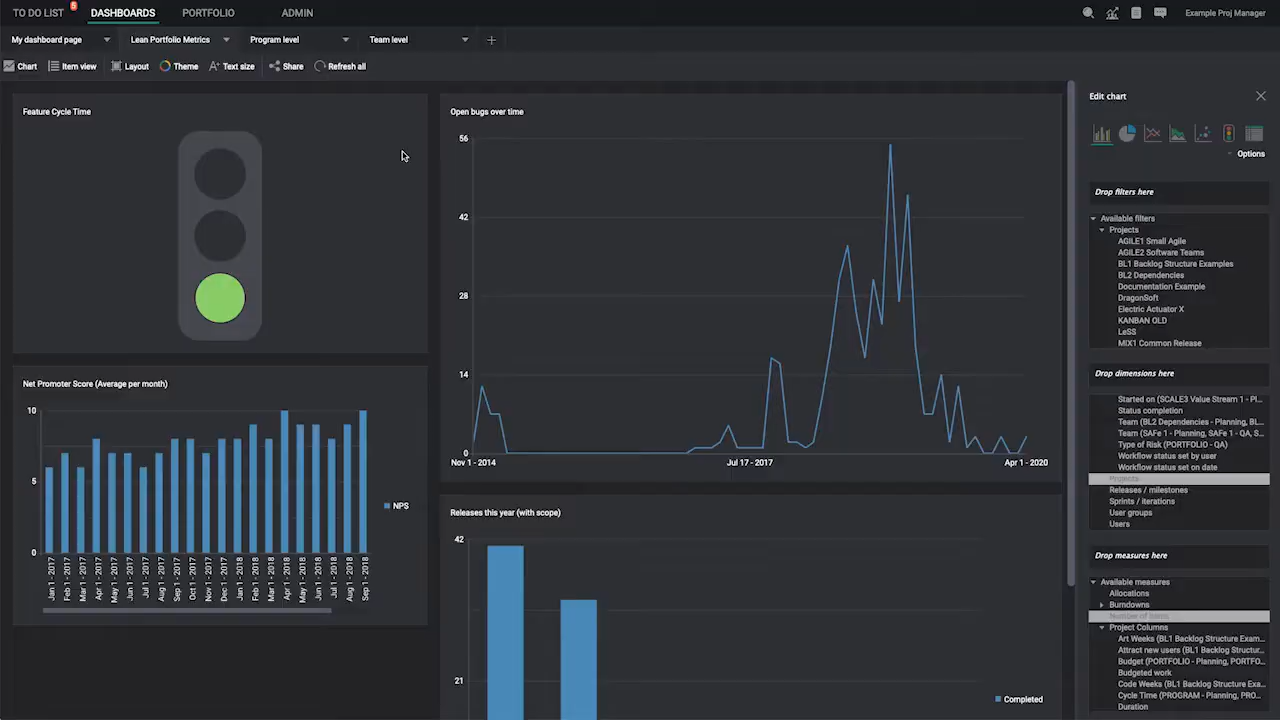 TO DO LIST 5 DASHBOARDS PORTFOLIO ADMIN Example Proj Manager
My dashboard page Lean Portfolio Metrics Program level Team level
Chart Item view Layout Theme Text size Share Refresh all
Feature Cycle Time
Net Promoter Score (Average per month)
10
5
0
Jan 1 - 2017
Feb 1 - 2017
Mar 1 - 2017
Apr 1 - 2017
May 1 - 2017
Jun 1 - 2017
Jul 1 - 2017
Aug 1 - 2017
Sep 1 - 2017
Oct 1 - 2017
Nov 1 - 2017
Dec 1 - 2017
Jan 1 - 2018
Feb 1 - 2018
Mar 1 - 2018
Apr 1 - 2018
May 1 - 2018
Jun 1 - 2018
Jul 1 - 2018
Aug 1 - 2018
Sep 1 - 2018
NPS
Open bugs over time
56
42
28
14
0
Nov 1 - 2014 Jul 17 - 2017 Apr 1 - 2020
Releases this year (with scope)
42
21
Completed
Edit chart
Options
Drop filters here
Available filters
Projects
AGILE1 Small Agile
AGILE2 Software Teams
BL1 Backlog Structure Examples
BL2 Dependencies
Documentation Example
DragonSoft
Electric Actuator X
KANBAN OLD
LeSS
MIX1 Common Release
Drop dimensions here
Started on (SCALE3 Value Stream 1 - Pl...
Status completion
Team (BL2 Dependencies - Planning, BL...
Team (SAFe 1 - Planning, SAFe 1 - QA, S...
Type of Risk (PORTFOLIO - QA)
Workflow status set by user
Workflow status set on date
Projects
Releases / milestones
Sprints / iterations
User groups
Users
Drop measures here
Available measures
Allocations
Burndowns
Number of items
Project Columns
Art Weeks (BL1 Backlog Structure Exam...
Attract new users (BL1 Backlog Structur...
Budget (PORTFOLIO - Planning, PORTFO...
Budgeted work
Code Weeks (BL1 Backlog Structure Exa...
Cycle Time (PROGRAM - Planning, PRO...
Duration